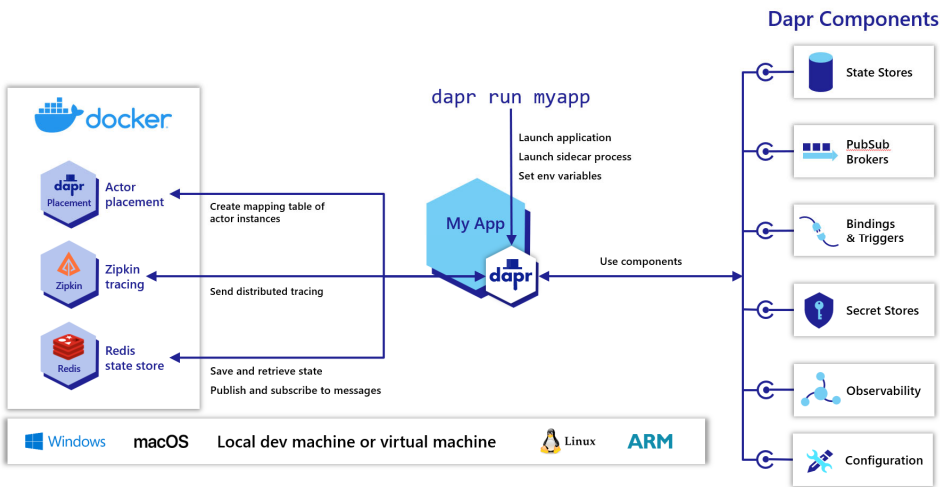 Dapr Components
docker
dapr
Placement
Actor
placement
Zipkin
Zipkin
tracing
Redis
Redis
state store
Create mapping table of
actor instances
Send distributed tracing
Save and retrieve state
Publish and subscribe to messages
dapr run myapp
Launch application
Launch sidecar process
Set env variables
My App
dapr
Use components
State Stores
PubSub
Brokers
Bindings
& Triggers
Secret Stores
Observability
Configuration
Windows
macOS
Local dev machine or virtual machine
Linux
ARM